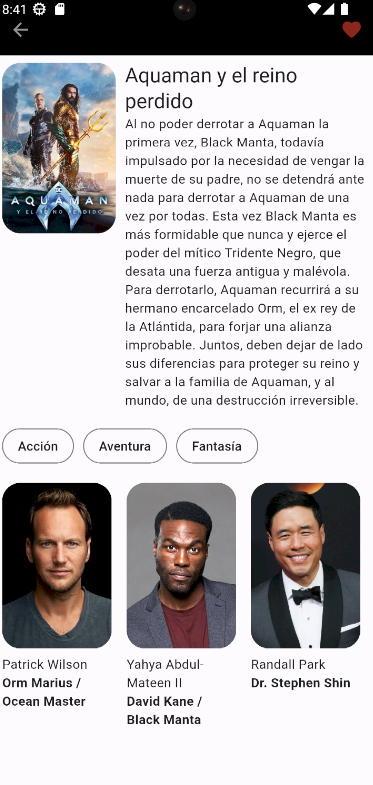 8:41
Aquaman y el reino
perdido
Al no poder derrotar a Aquaman la
primera vez, Black Manta, todavía
impulsado por la necesidad de vengar la
muerte de su padre, no se detendrá ante
nada para derrotar a Aquaman de una
vez por todas. Esta vez Black Manta es
más formidable que nunca y ejerce el
poder del mítico Tridente Negro, que
desata una fuerza antigua y malévola.
Para derrotarlo, Aquaman recurrirá a su
hermano encarcelado Orm, el ex rey de
la Atlántida, para forjar una alianza
improbable. Juntos, deben dejar de lado
sus diferencias para proteger su reino y
salvar a la familia de Aquaman, y al
mundo, de una destrucción irreversible.
AQUAMAN
Y EL REINO PERDIDO
Acción
Aventura
Fantasía
Patrick Wilson
Orm Marius /
Ocean Master
Yahya Abdul-
Mateen II
David Kane /
Black Manta
Randall Park
Dr. Stephen Shin